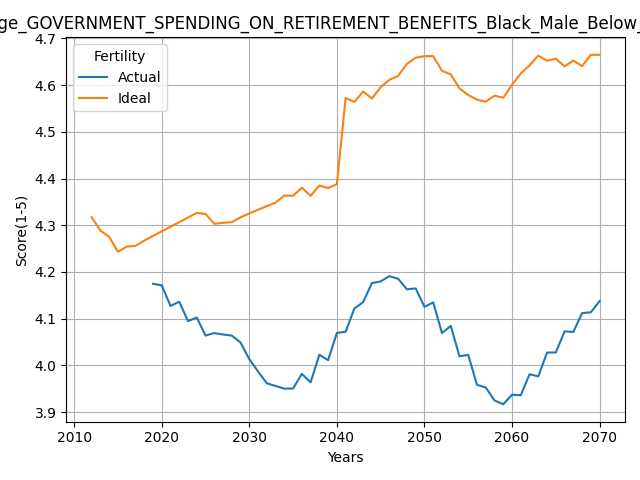 ge_GOVERNMENT_SPENDING_ON_RETIREMENT_BENEFITS_Black_Male_Below_
4.7
4.6
4.5
4.4
4.3
4.2
4.1
4.0
3.9
Score(1-5)
Fertility
Actual
Ideal
2010
2020
2030
2040
2050
2060
2070
Years